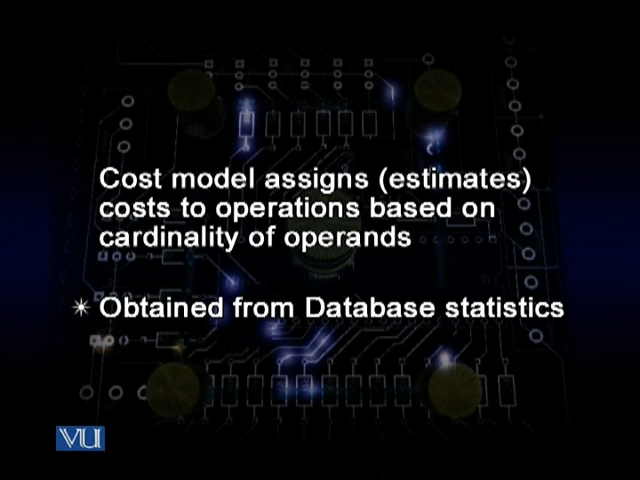 Cost model assigns (estimates)
costs to operations based on
cardinality of operands
✴ Obtained from Database statistics
VU